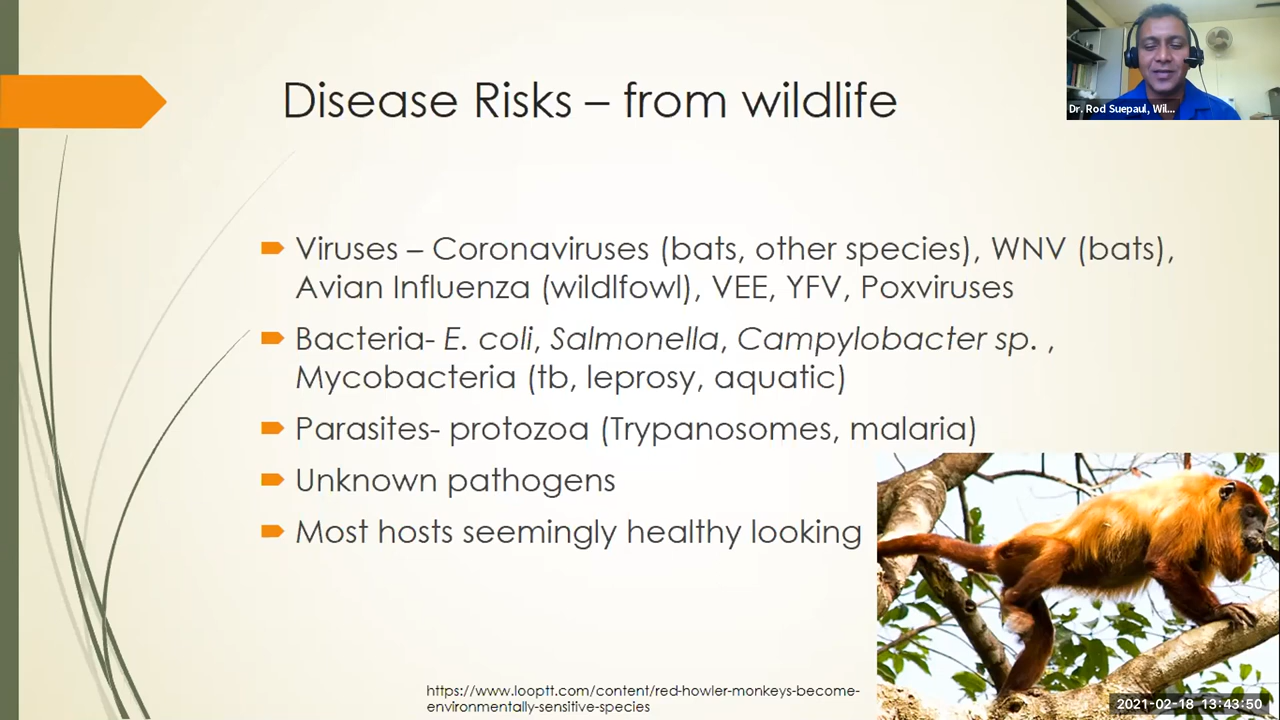 Disease Risks – from wildlife
Dr. Rod Suepaul, Wil...
Viruses – Coronaviruses (bats, other species), WNV (bats),
Avian Influenza (wildlfowl), VEE, YFV, Poxviruses
Bacteria- E. coli, Salmonella, Campylobacter sp. ,
Mycobacteria (tb, leprosy, aquatic)
Parasites- protozoa (Trypanosomes, malaria)
Unknown pathogens
Most hosts seemingly healthy looking
https://www.looptt.com/content/red-howler-monkeys-become-
environmentally-sensitive-species
2021-02-18 13:43:50